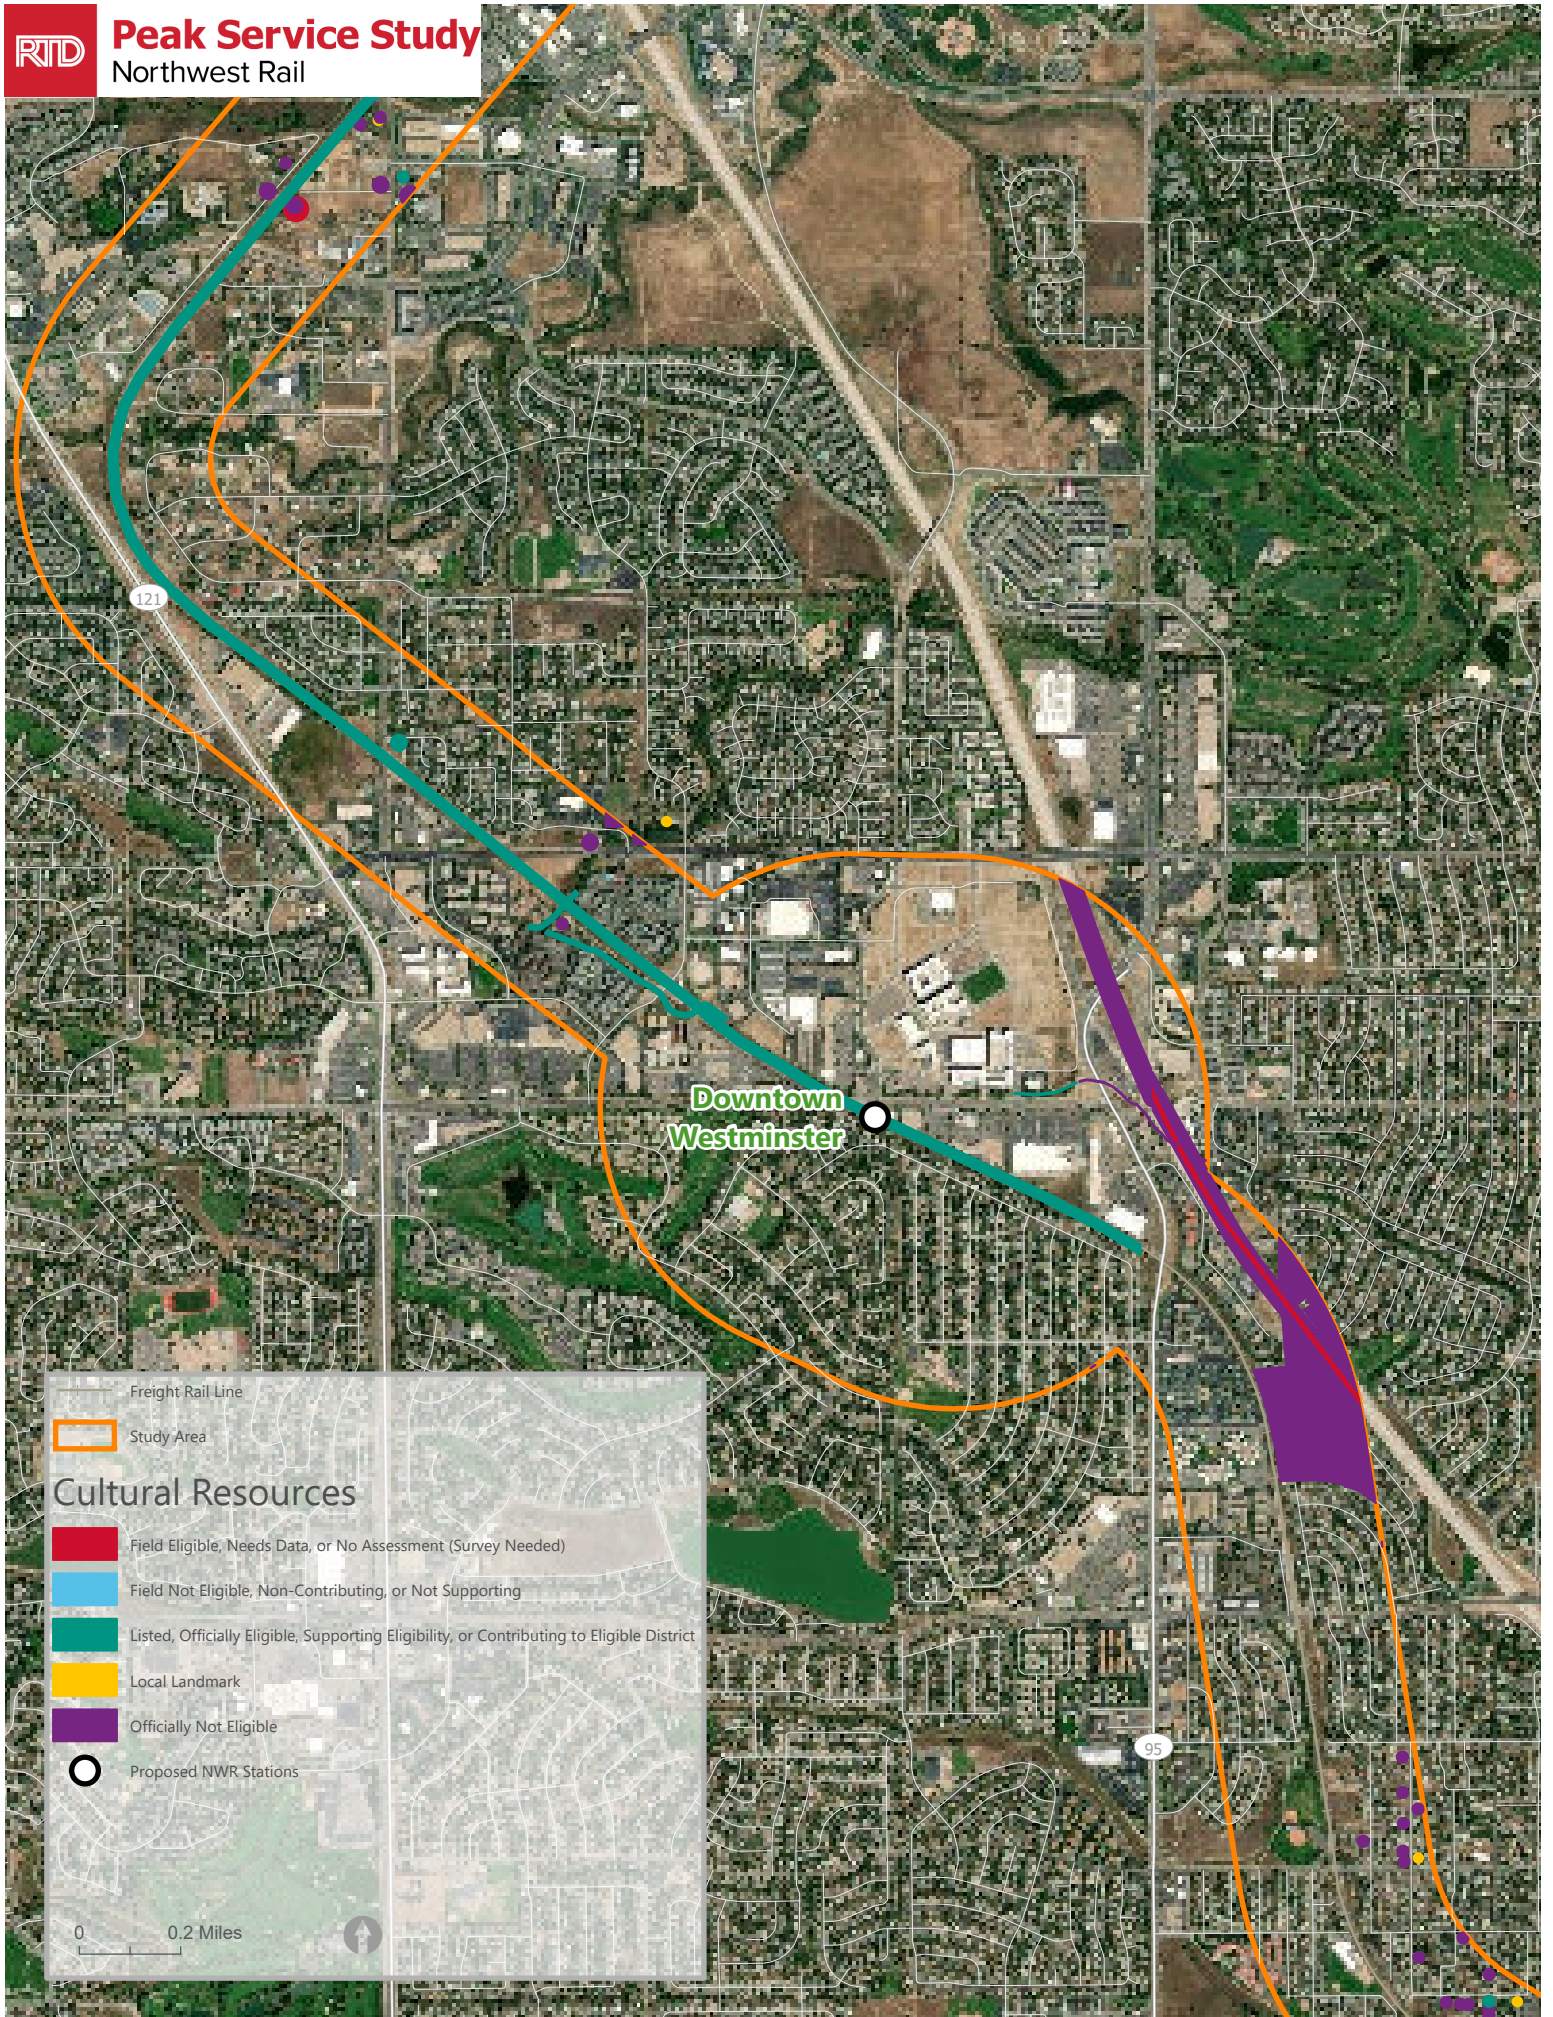 RTD
Peak Service Study
Northwest Rail
121
Downtown
Westminster
Freight Rail Line
Study Area
Cultural Resources
Field Eligible, Needs Data, or No Assessment (Survey Needed)
Field Not Eligible, Non-Contributing, or Not Supporting
Listed, Officially Eligible, Supporting Eligibility, or Contributing to Eligible District
Local Landmark
Officially Not Eligible
Proposed NWR Stations
95
0 0.2 Miles